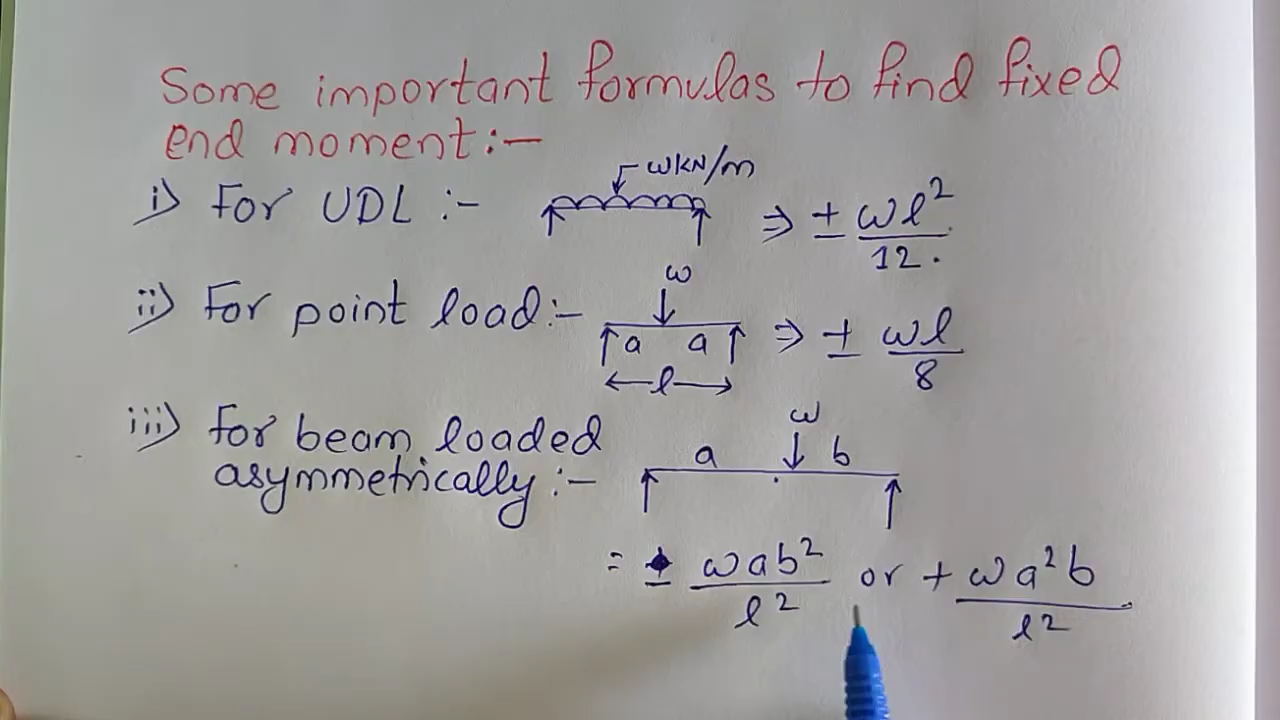 Some important formulas to find fixed
end moment:-
i) For UDL :- ωKN/m ⇒ ± ωl²/12.
ii) For point load:- ω a a l ⇒ ± ωl/8
iii) For beam loaded
asymmetrically :- a ω b
= ± ωab²/l² or + ωa²b/l²